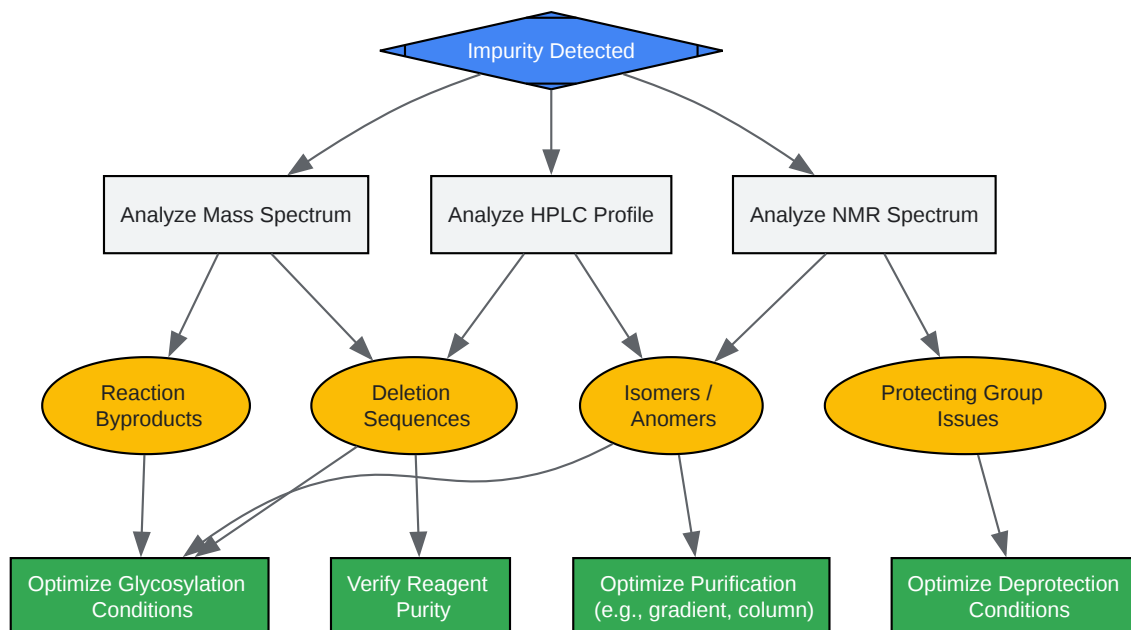 Impurity Detected
Analyze Mass Spectrum
Analyze HPLC Profile
Analyze NMR Spectrum
Reaction
Byproducts
Deletion
Sequences
Isomers /
Anomers
Protecting Group
Issues
Optimize Glycosylation
Conditions
Verify Reagent
Purity
Optimize Purification
(e.g., gradient, column)
Optimize Deprotection
Conditions